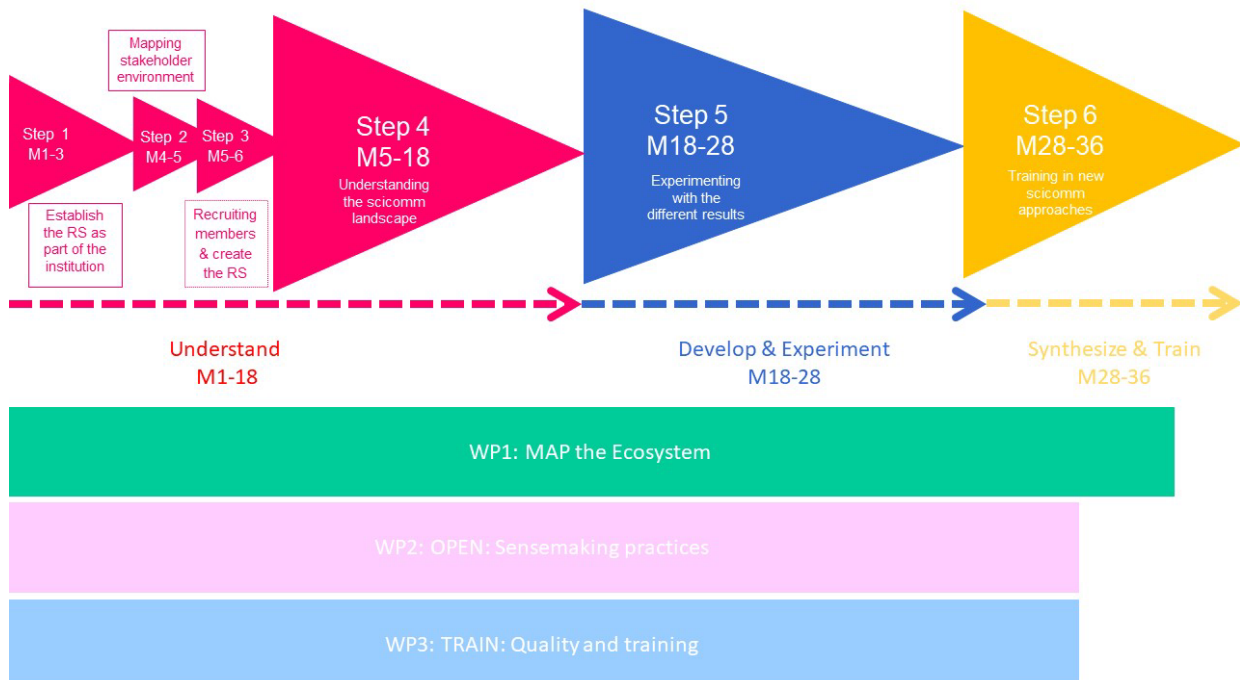 Mapping
stakeholder
environment
Step 1
M1-3
Step 2
M4-5
Step 3
M5-6
Establish
the RS as
part of the
institution
Recruiting
members
& create
the RS
Step 4
M5-18
Understanding
the scicomm
landscape
Step 5
M18-28
Experimenting
with the
different results
Step 6
M28-36
Training in new
scicomm
approaches
Understand
M1-18
Develop & Experiment
M18-28
Synthesize & Train
M28-36
WP1: MAP the Ecosystem
WP2: OPEN: Sensemaking practices
WP3: TRAIN: Quality and training